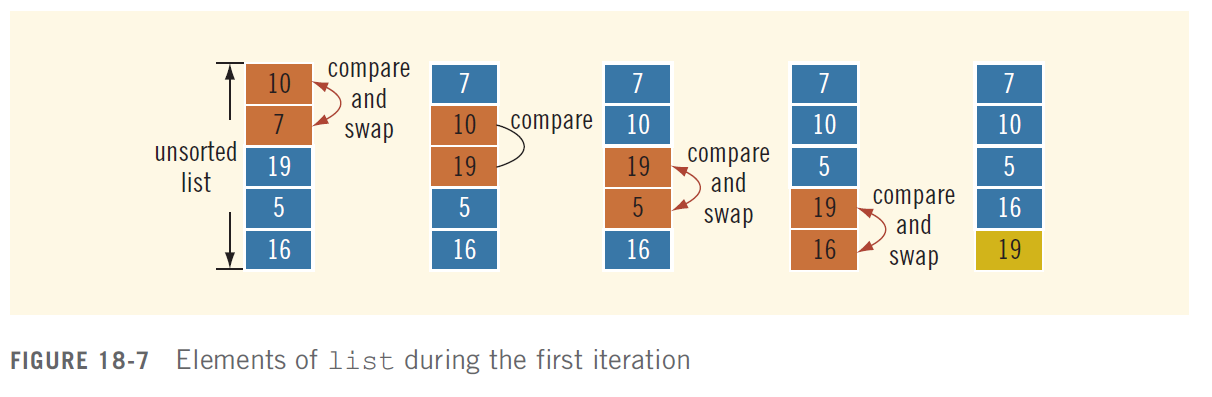 unsorted
list
10
7
19
5
16
compare
and
swap
7
10
19
5
16
compare
7
10
19
5
16
compare
and
swap
7
10
5
19
16
compare
and
swap
7
10
5
16
19
FIGURE 18-7 Elements of list during the first iteration